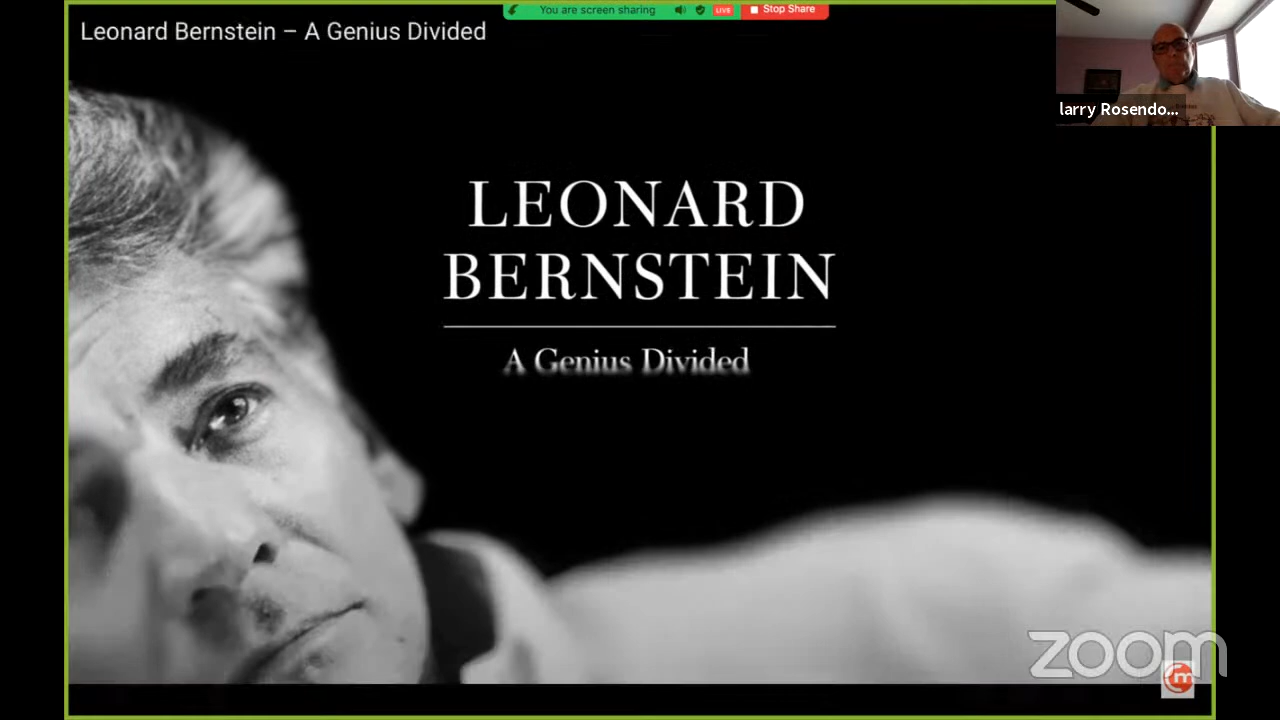 You are screen sharing LIVE Stop Share
Leonard Bernstein – A Genius Divided
larry Rosendo...
LEONARD
BERNSTEIN
A Genius Divided
zoom
m